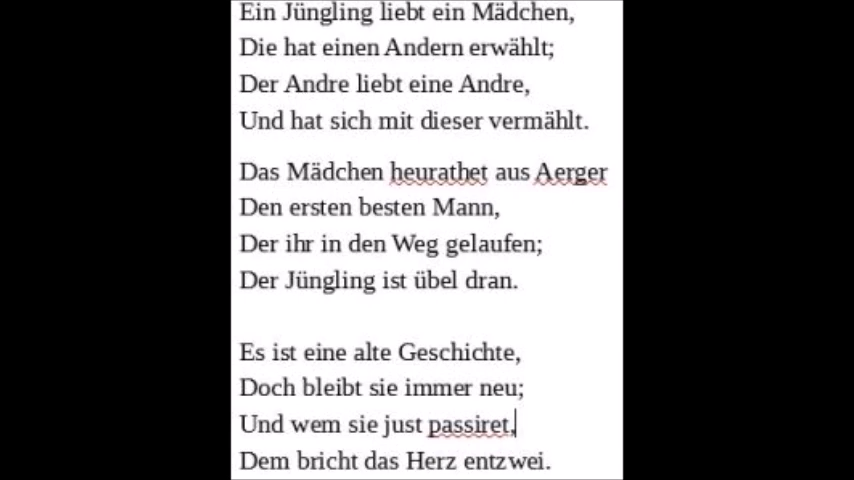 Ein Jüngling liebt ein Mädchen,
Die hat einen Andern erwählt;
Der Andre liebt eine Andre,
Und hat sich mit dieser vermählt.
Das Mädchen heurathet aus Aerger
Den ersten besten Mann,
Der ihr in den Weg gelaufen;
Der Jüngling ist übel dran.
Es ist eine alte Geschichte,
Doch bleibt sie immer neu;
Und wem sie just passiret,
Dem bricht das Herz entzwei.